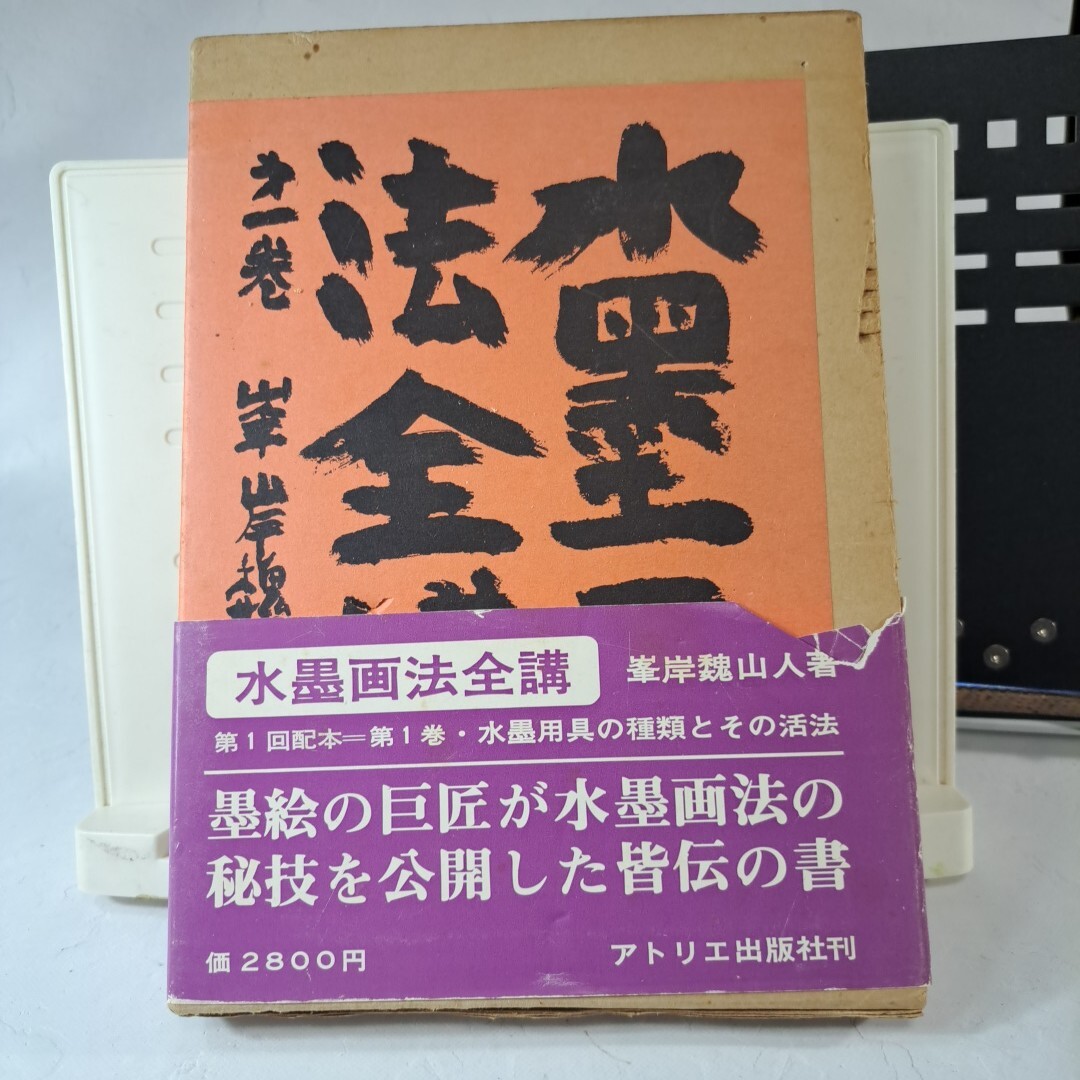 水墨
法全
才一巻
峯岸
水墨画法全講
峯岸魏山人著
第1回配本＝第1巻・水墨用具の種類とその活法
墨絵の巨匠が水墨画法の
秘技を公開した皆伝の書
価2800円
アトリエ出版社刊